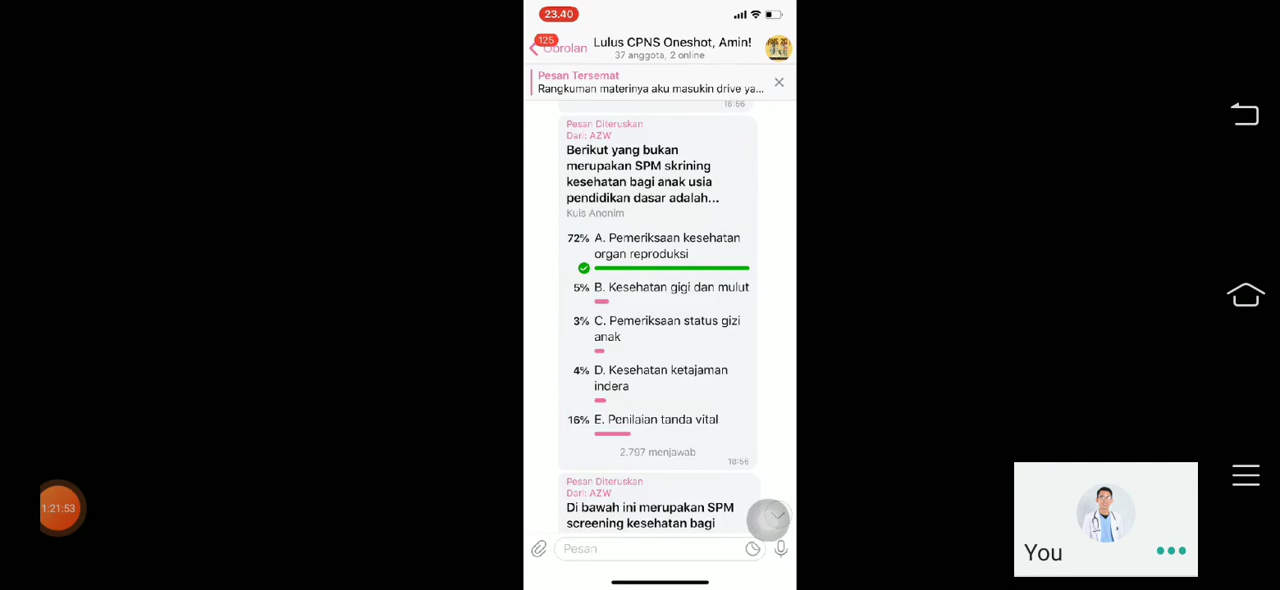 23.40
125
Obrolan
Lulus CPNS Oneshot, Amin!
37 anggota, 2 online
Pesan Tersemat
Rangkuman materinya aku masukin drive ya...
18:56
Pesan Diteruskan
Dari: AZW
Berikut yang bukan
merupakan SPM skrining
kesehatan bagi anak usia
pendidikan dasar adalah...
Kuis Anonim
72% A. Pemeriksaan kesehatan
organ reproduksi
5% B. Kesehatan gigi dan mulut
3% C. Pemeriksaan status gizi
anak
4% D. Kesehatan ketajaman
indera
16% E. Penilaian tanda vital
2.797 menjawab
18:56
Pesan Diteruskan
Dari: AZW
Di bawah ini merupakan SPM
screening kesehatan bagi
Pesan
1:21:53
You